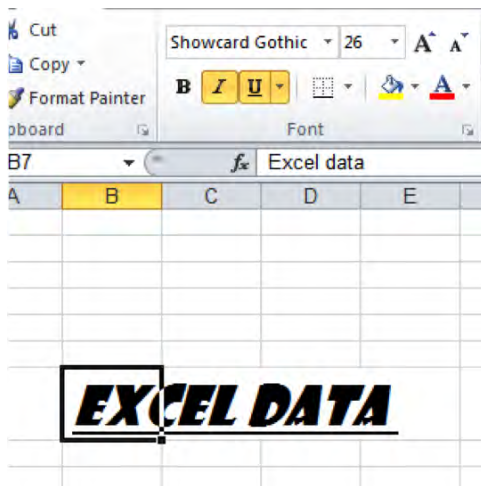 Cut
Copy
Format Painter
Showcard Gothic 26 A A
B I U A
pboard Font
B7 fx Excel data
A B C D E
EXCEL DATA